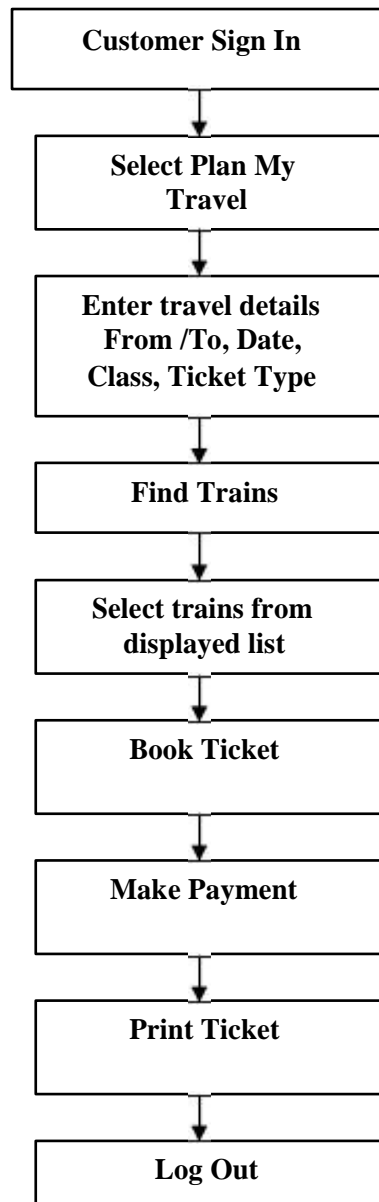 Customer Sign In
Select Plan My
Travel
Enter travel details
From /To, Date,
Class, Ticket Type
Find Trains
Select trains from
displayed list
Book Ticket
Make Payment
Print Ticket
Log Out